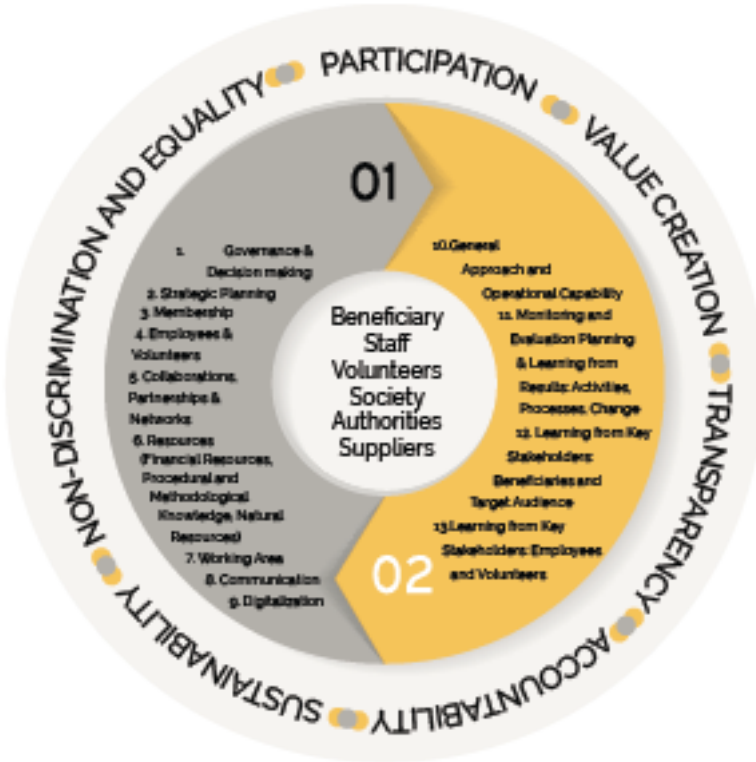 PARTICIPATION
VALUE CREATION
TRANSPARENCY
ACCOUNTABILITY
SUSTAINABILITY
NON-DISCRIMINATION AND EQUALITY
01
1. Governance &
Decision making
2. Strategic Planning
3. Membership
4. Employees &
Volunteers
5. Collaborations,
Partnerships &
Networks
6. Resources
(Financial Resources,
Procedural and
Methodological
Knowledge, Natural
Resources)
7. Working Area
8. Communication
9. Digitalization
Beneficiary
Staff
Volunteers
Society
Authorities
Suppliers
10.General
Approach and
Operational Capability
11. Monitoring and
Evaluation Planning
& Learning from
Results: Activities,
Processes, Change
12. Learning from Key
Stakeholders:
Beneficiaries and
Target Audience
13.Learning from Key
Stakeholders: Employees
and Volunteers
02